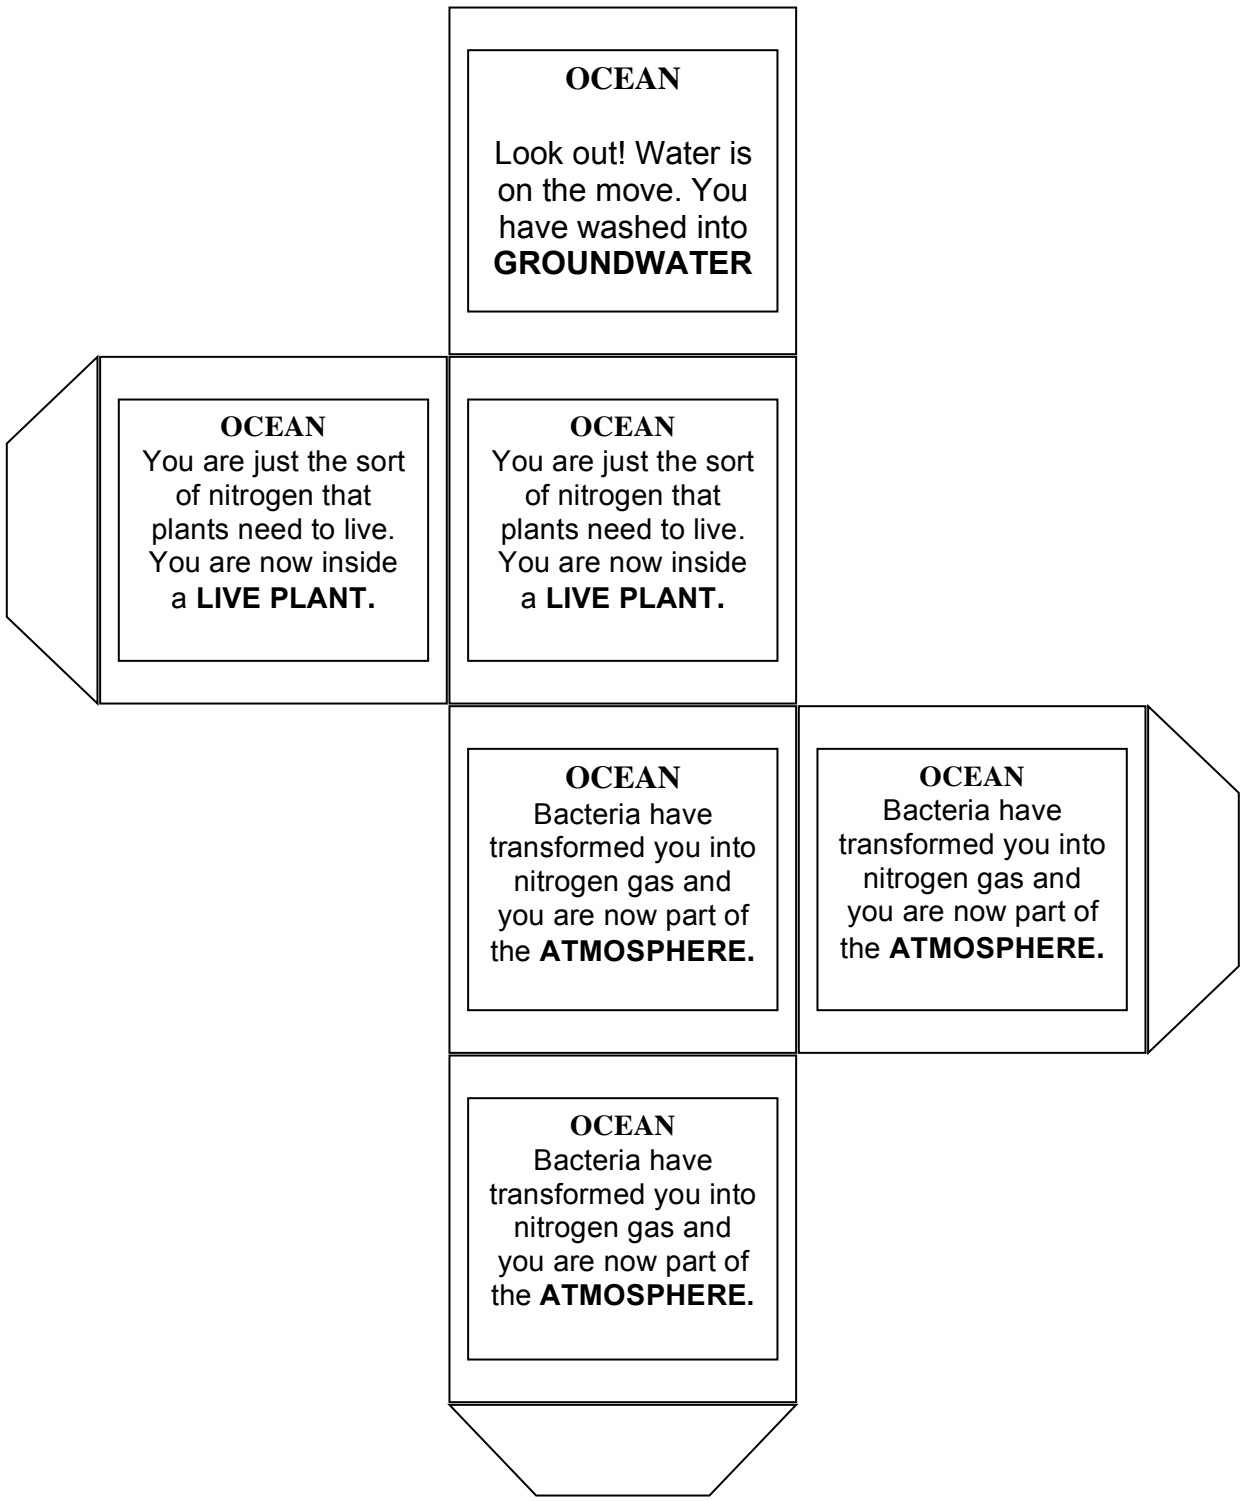 OCEAN
Look out! Water is
on the move. You
have washed into
GROUNDWATER
OCEAN
You are just the sort
of nitrogen that
plants need to live.
You are now inside
a LIVE PLANT.
OCEAN
You are just the sort
of nitrogen that
plants need to live.
You are now inside
a LIVE PLANT.
OCEAN
Bacteria have
transformed you into
nitrogen gas and
you are now part of
the ATMOSPHERE.
OCEAN
Bacteria have
transformed you into
nitrogen gas and
you are now part of
the ATMOSPHERE.
OCEAN
Bacteria have
transformed you into
nitrogen gas and
you are now part of
the ATMOSPHERE.